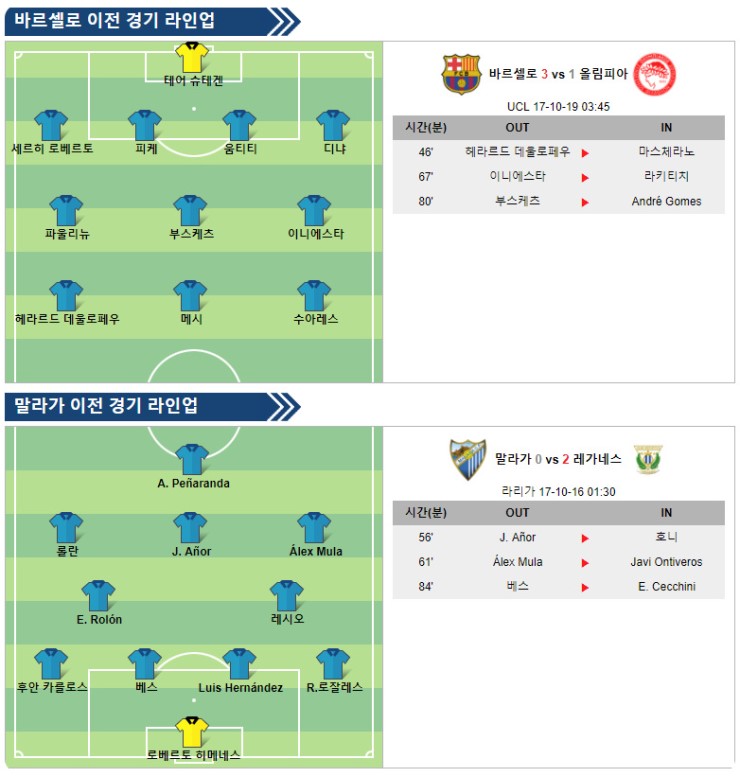 바르셀로 이전 경기 라인업
테어 슈테겐
세르히 로베르토 피케 움티티 디냐
파울리뉴 부스케츠 이니에스타
헤라르드 데울로페우 메시 수아레스
바르셀로 3 vs 1 올림피아
UCL 17-10-19 03:45
시간(분) OUT IN
46' 헤라르드 데울로페우 마스체라노
67' 이니에스타 라키티치
80' 부스케츠 André Gomes
말라가 이전 경기 라인업
A. Peñaranda
롤란 J. Añor Álex Mula
E. Rolón 레시오
후안 카를로스 베스 Luis Hernández R.로잘레스
로베르토 히메네스
말라가 0 vs 2 레가네스
라리가 17-10-16 01:30
시간(분) OUT IN
56' J. Añor 호니
61' Álex Mula Javi Ontiveros
84' 베스 E. Cecchini